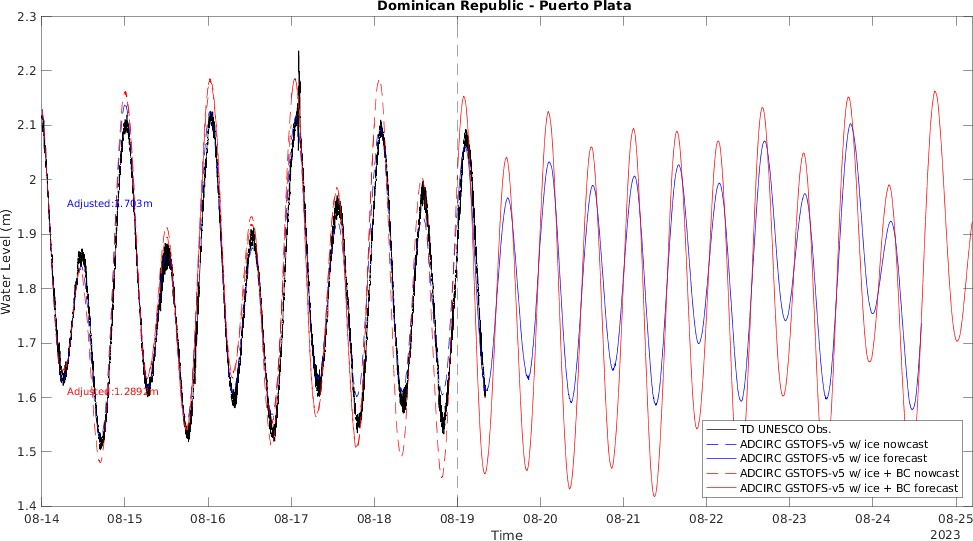 Dominican Republic - Puerto Plata
2.3
2.2
2.1
2
1.9
1.8
1.7
1.6
1.5
1.4
Water Level (m)
Adjusted:1.703m
Adjusted:1.2892m
TD UNESCO Obs.
ADCIRC GSTOFS-v5 w/ ice nowcast
ADCIRC GSTOFS-v5 w/ ice forecast
ADCIRC GSTOFS-v5 w/ ice + BC nowcast
ADCIRC GSTOFS-v5 w/ ice + BC forecast
08-14 08-15 08-16 08-17 08-18 08-19 08-20 08-21 08-22 08-23 08-24 08-25
Time
2023